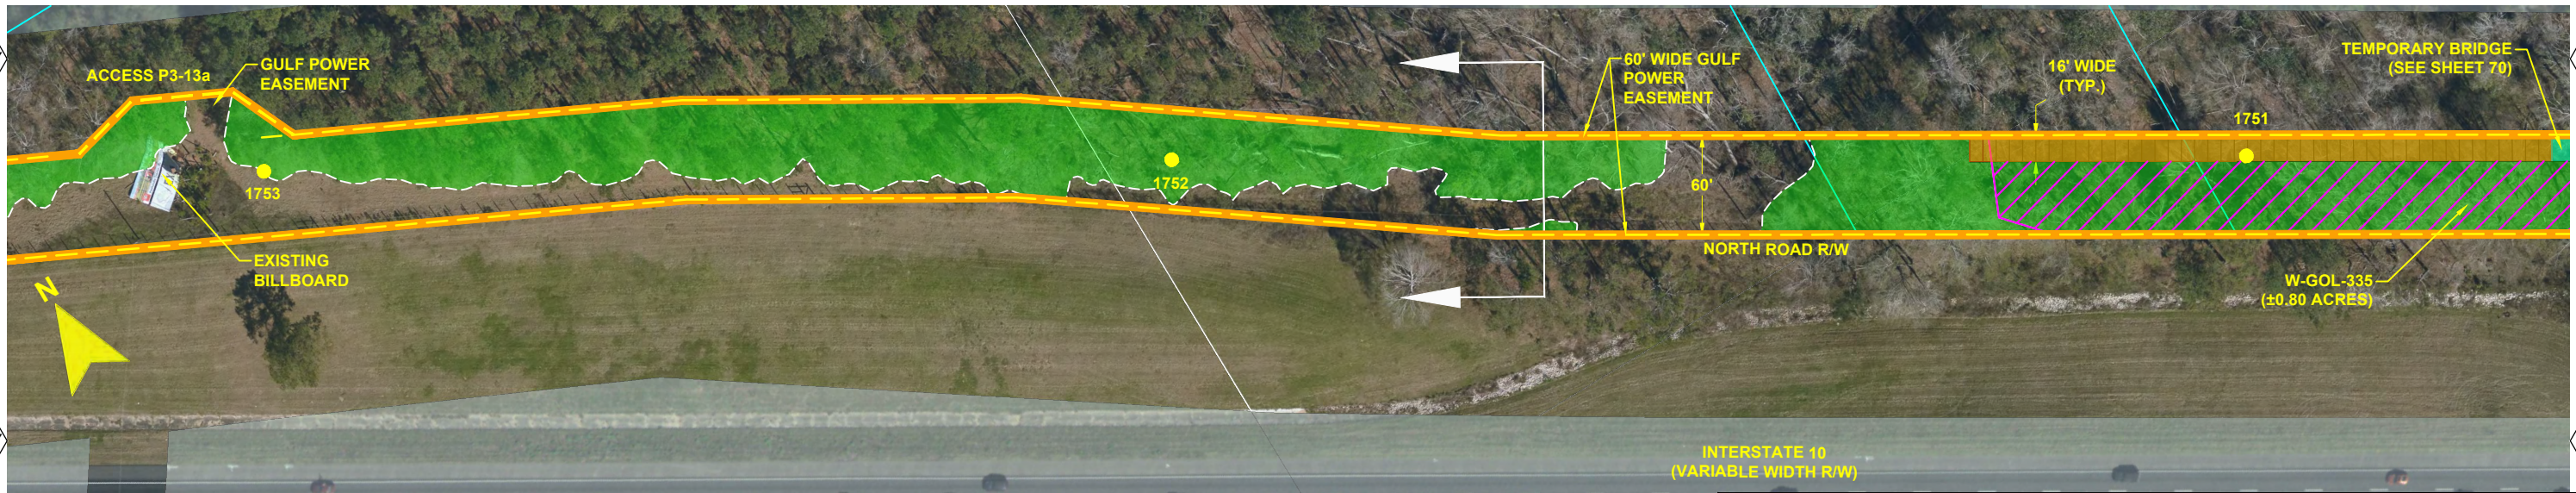 ACCESS P3-13a
GULF POWER
EASEMENT
60' WIDE GULF
POWER
EASEMENT
16' WIDE
(TYP.)
TEMPORARY BRIDGE
(SEE SHEET 70)
1753
1752
1751
60'
EXISTING
BILLBOARD
NORTH ROAD R/W
W-GOL-335
(±0.80 ACRES)
N
INTERSTATE 10
(VARIABLE WIDTH R/W)